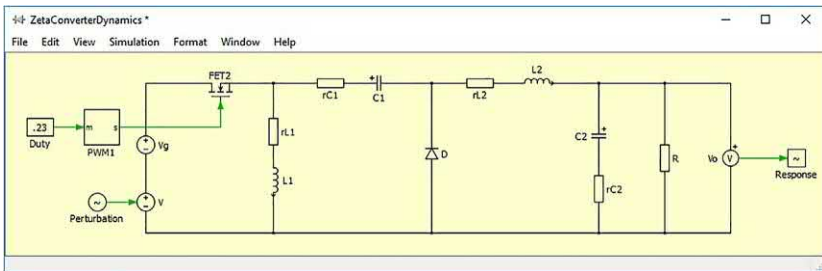 ZetaConverterDynamics *
File Edit View Simulation Format Window Help
FET2
L2
rC1
C1
rL2
.23
Duty
m
s
PWM1
Vg
rL1
C2
D
R
Vo
V
~
Response
L1
rC2
~
Perturbation
V